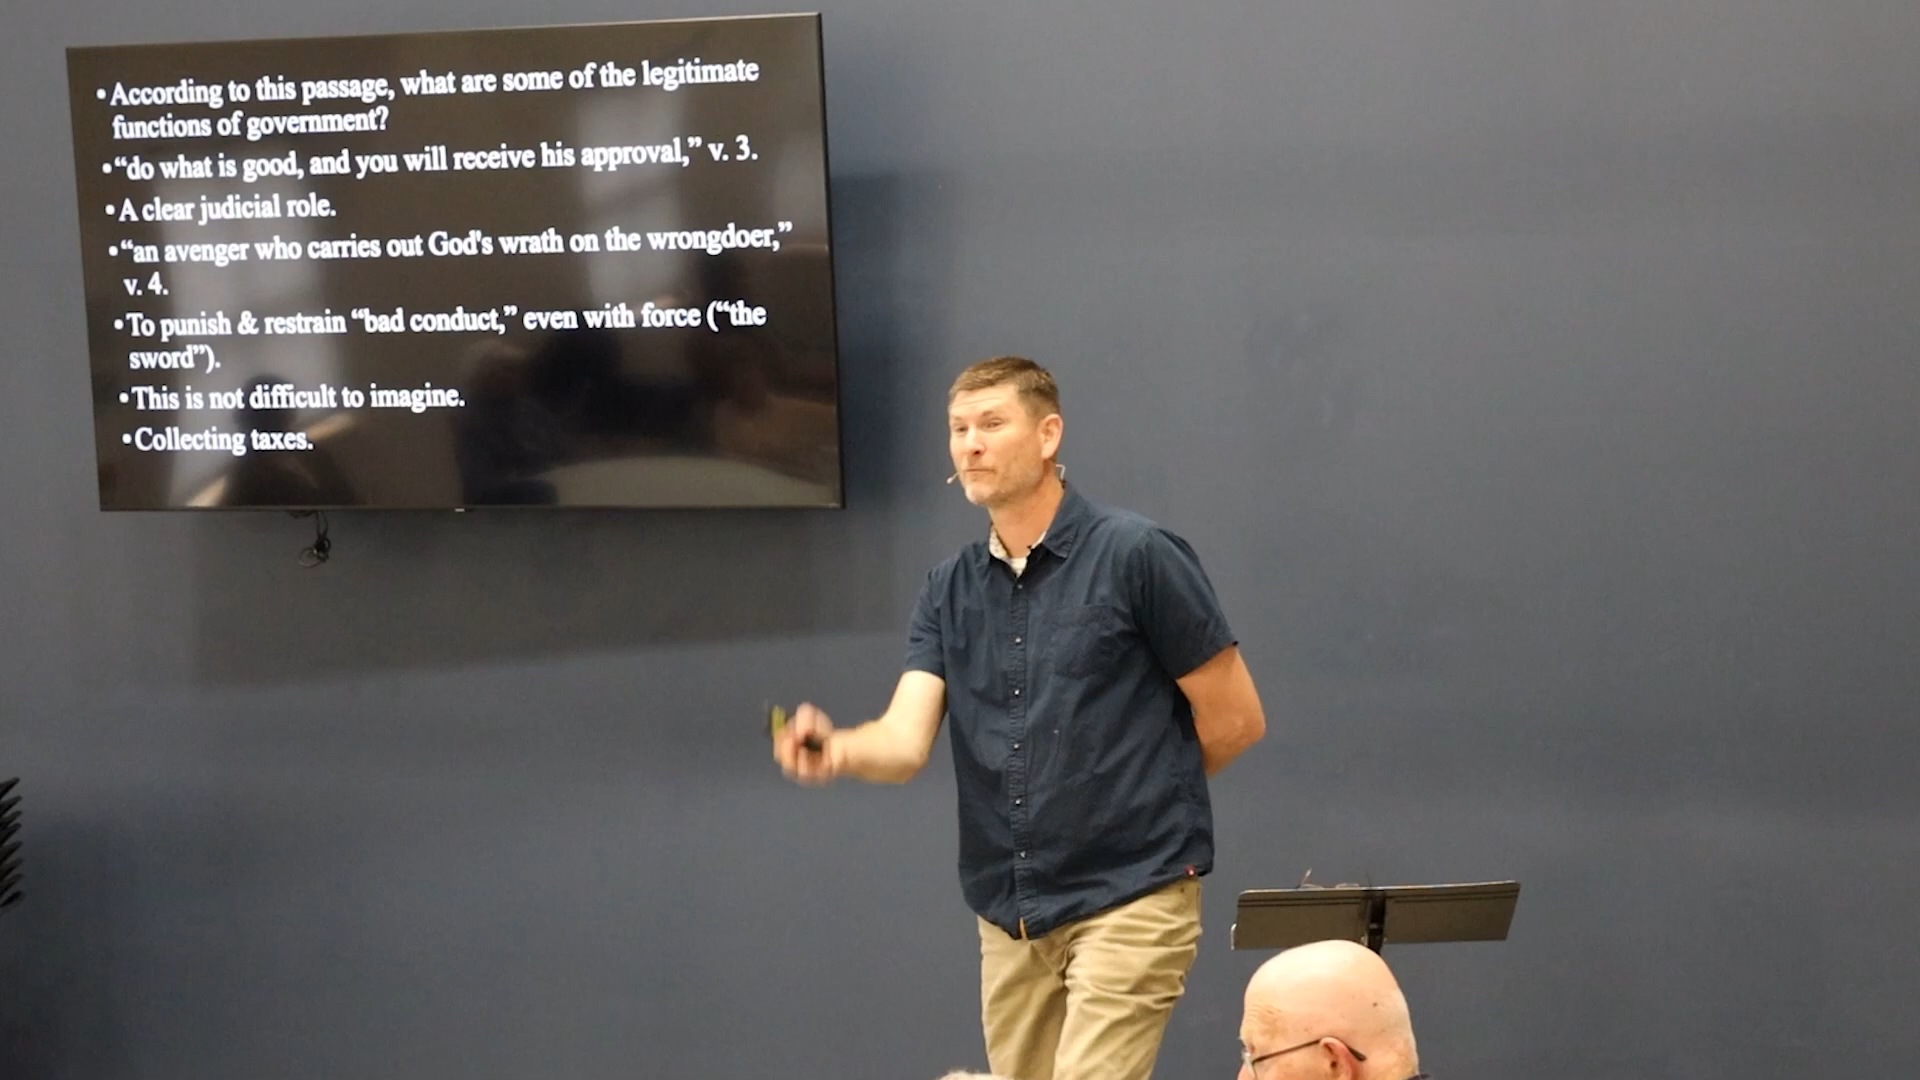 • According to this passage, what are some of the legitimate
functions of government?
• “do what is good, and you will receive his approval,” v. 3.
• A clear judicial role.
• “an avenger who carries out God's wrath on the wrongdoer,”
v. 4.
• To punish & restrain “bad conduct,” even with force (“the
sword”).
• This is not difficult to imagine.
• Collecting taxes.